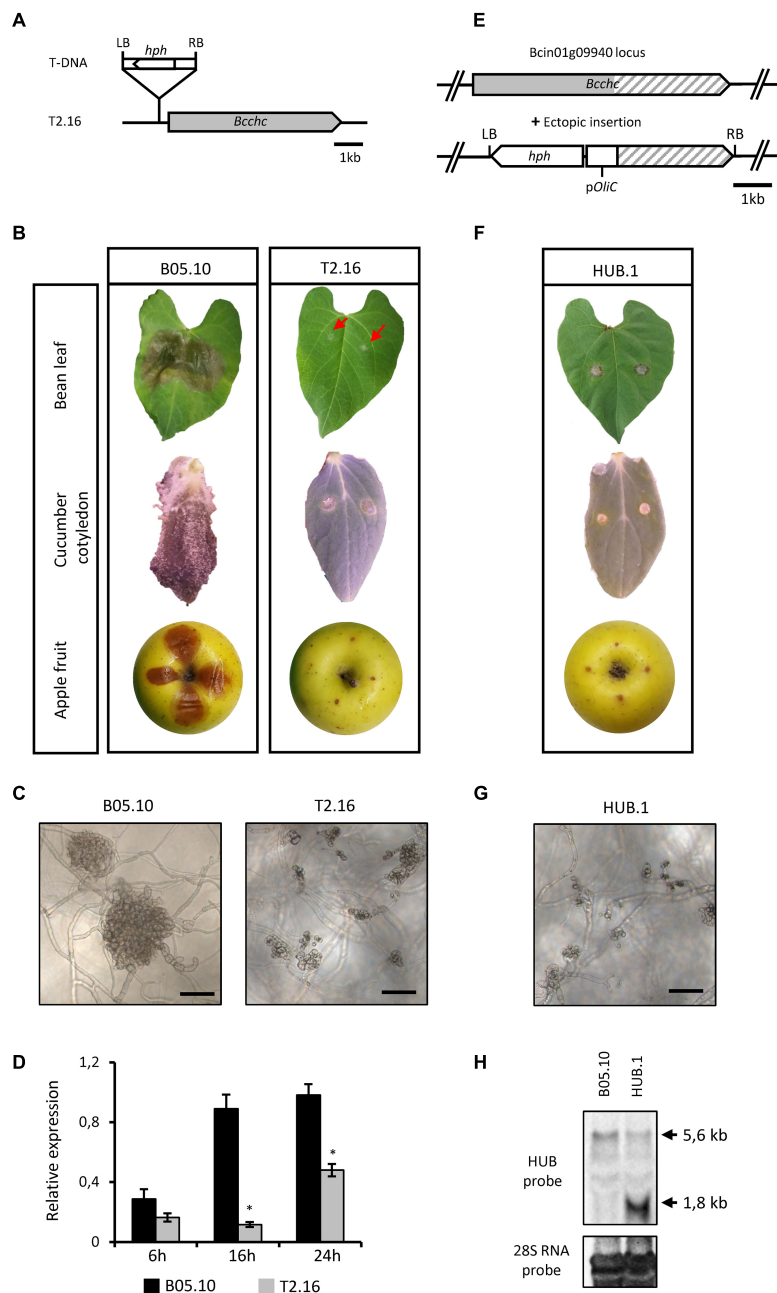 A
LB
hph
RB
T-DNA
T2.16
Bcchc
1kb
E
Bcin01g09940 locus
Bcchc
+ Ectopic insertion
LB
RB
hph
pOliC
1kb
B
B05.10
T2.16
Bean leaf
Cucumber
cotyledon
Apple fruit
F
HUB.1
C
B05.10
T2.16
G
HUB.1
D
Relative expression
1,2
0,8
0,4
0
*
*
6h
16h
24h
B05.10
T2.16
H
B05.10
HUB.1
HUB
probe
5,6 kb
1,8 kb
28S RNA
probe